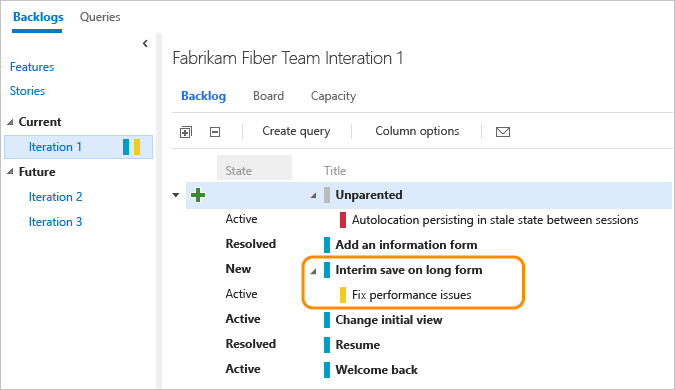 Backlogs Queries
Features
Stories
Current
Iteration 1
Future
Iteration 2
Iteration 3
Fabrikam Fiber Team Interation 1
Backlog Board Capacity
Create query Column options
State Title
Unparented
Active Autolocation persisting in stale state between sessions
Resolved Add an information form
New Interim save on long form
Active Fix performance issues
Active Change initial view
Resolved Resume
Active Welcome back